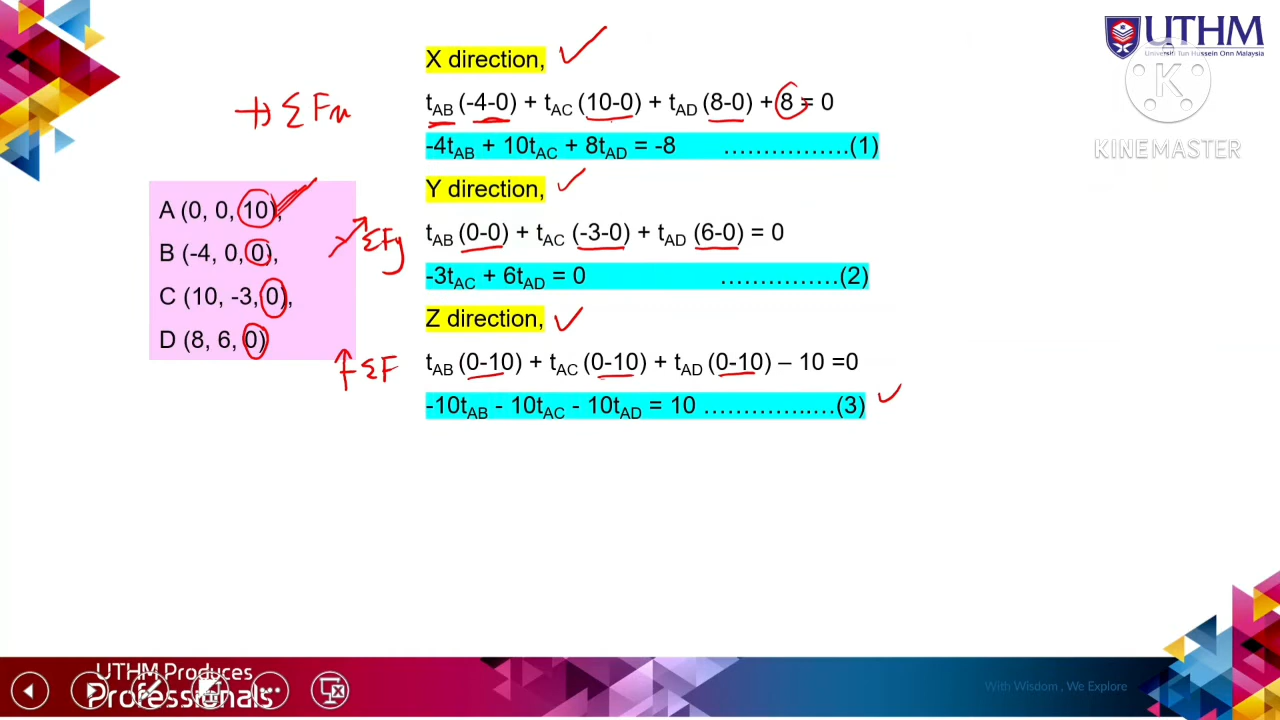 UTHM
Universiti Tun Hussein Onn Malaysia
K
KINEMASTER
X direction,
ΣFx
tAB (-4-0) + tAC (10-0) + tAD (8-0) + 8 = 0
-4tAB + 10tAC + 8tAD = -8 ................(1)
Y direction,
A (0, 0, 10),
B (-4, 0, 0),
C (10, -3, 0),
D (8, 6, 0)
ΣFy
tAB (0-0) + tAC (-3-0) + tAD (6-0) = 0
-3tAC + 6tAD = 0 ...............(2)
Z direction,
ΣF
tAB (0-10) + tAC (0-10) + tAD (0-10) – 10 =0
-10tAB - 10tAC - 10tAD = 10 ..................(3)
UTHM Produces
Professionals
With Wisdom , We Explore